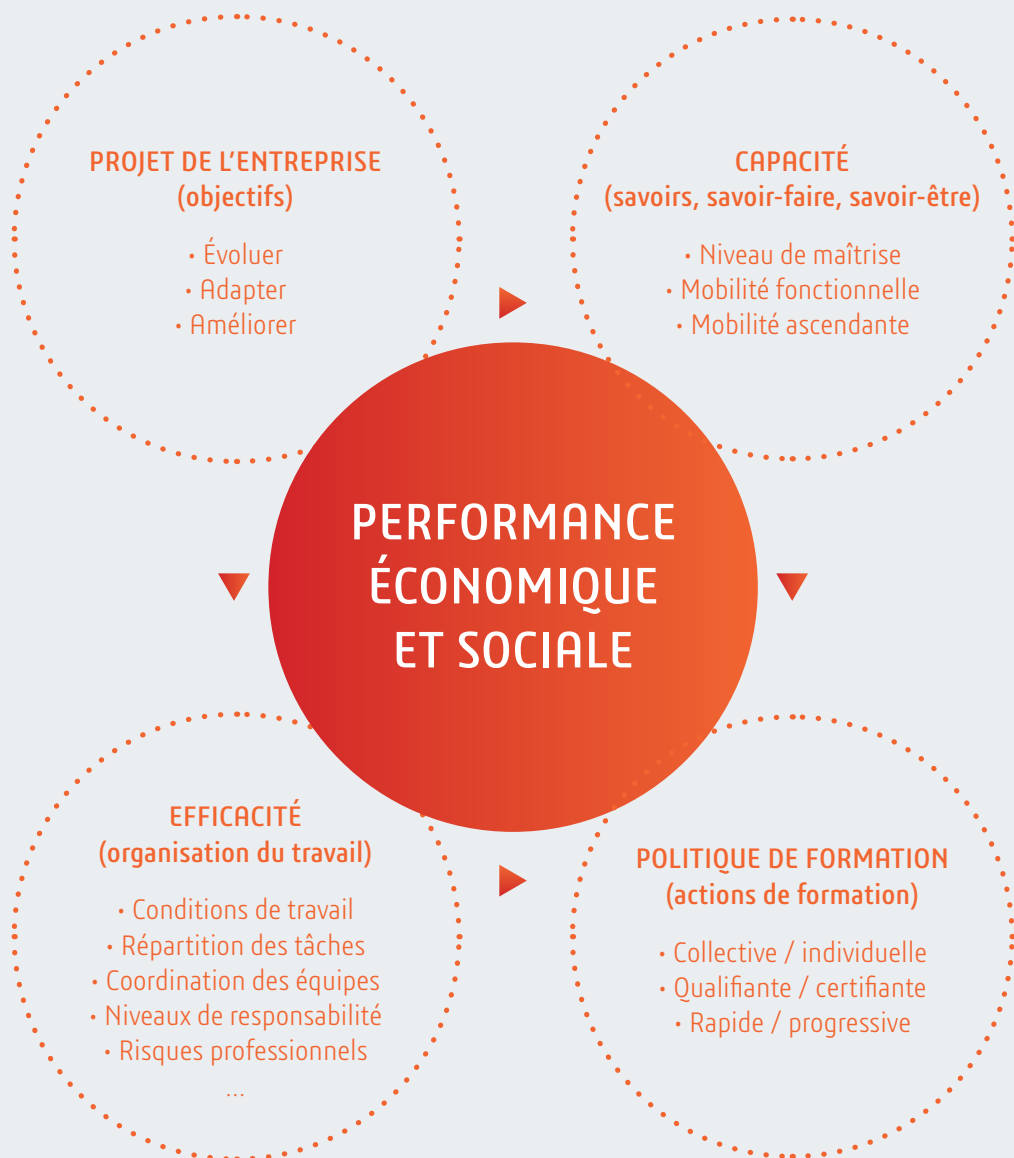 PROJET DE L'ENTREPRISE
(objectifs)
• Évoluer
• Adapter
• Améliorer
CAPACITÉ
(savoirs, savoir-faire, savoir-être)
• Niveau de maîtrise
• Mobilité fonctionnelle
• Mobilité ascendante
PERFORMANCE
ÉCONOMIQUE
ET SOCIALE
EFFICACITÉ
(organisation du travail)
• Conditions de travail
• Répartition des tâches
• Coordination des équipes
• Niveaux de responsabilité
• Risques professionnels
...
POLITIQUE DE FORMATION
(actions de formation)
• Collective / individuelle
• Qualifiante / certifiante
• Rapide / progressive